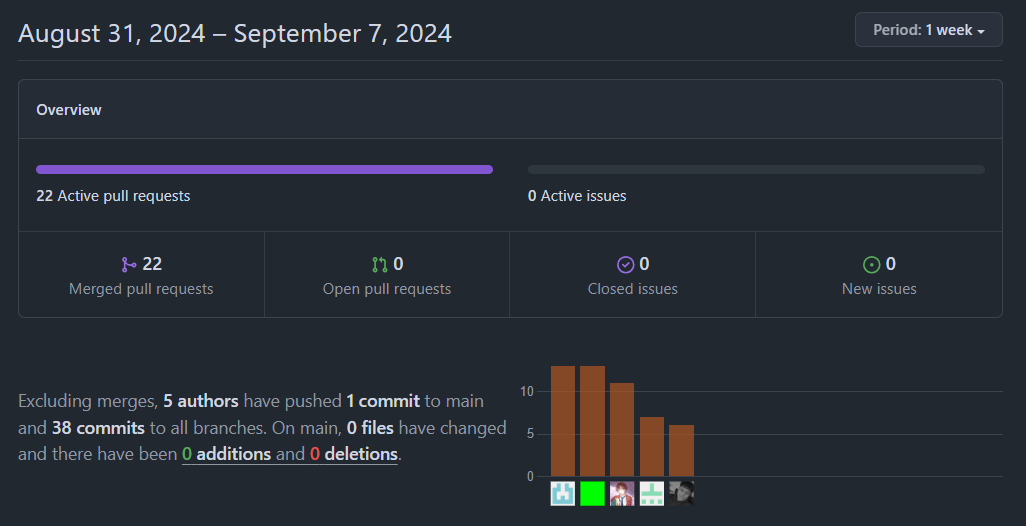 August 31, 2024 – September 7, 2024
Period: 1 week
Overview
22 Active pull requests
0 Active issues
22
Merged pull requests
0
Open pull requests
0
Closed issues
0
New issues
Excluding merges, 5 authors have pushed 1 commit to main
and 38 commits to all branches. On main, 0 files have changed
and there have been 0 additions and 0 deletions.
10
5
0